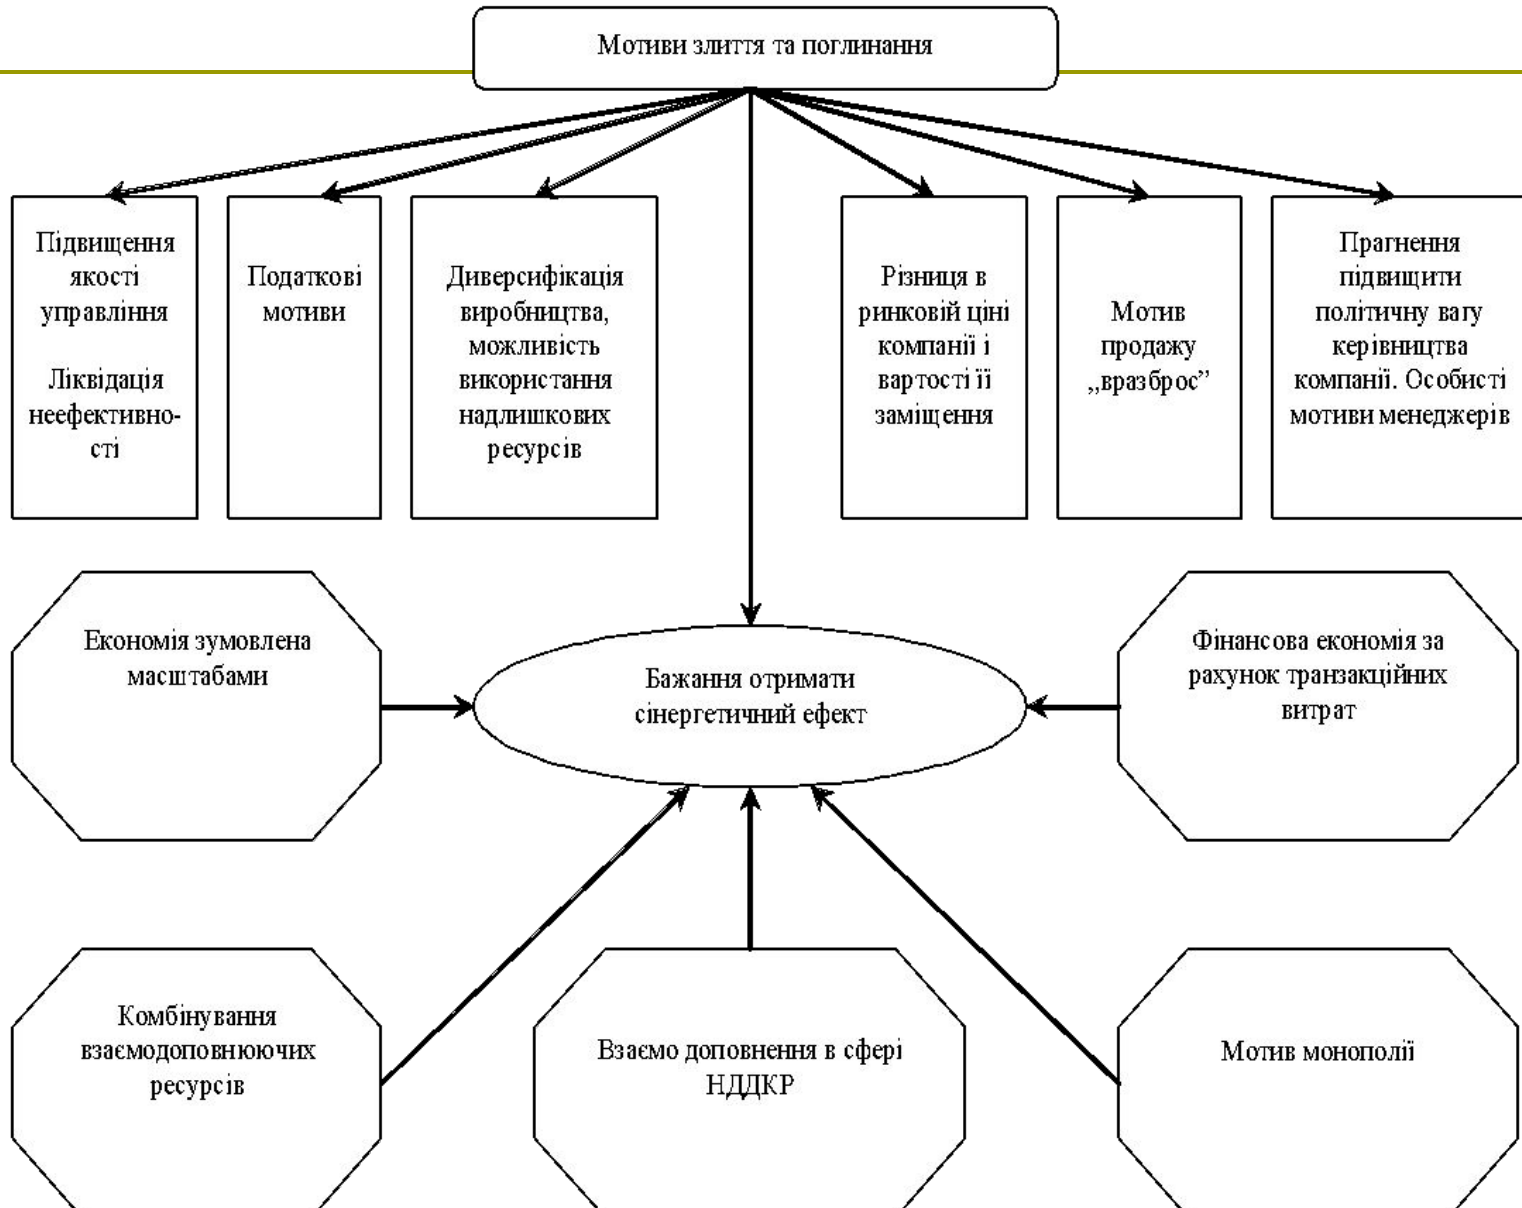 Мотиви злиття та поглинання
Підвищення
якості
управління
Ліквідація
неефективно-
сті
Податкові
мотиви
Диверсифікація
виробництва,
можливість
використання
надлишкових
ресурсів
Різниця в
ринковій ціні
компанії і
вартості її
заміщення
Мотив
продажу
„вразброс”
Прагнення
підвищити
політичну вагу
керівництва
компанії. Особисті
мотиви менеджерів
Економія зумовлена
масштабами
Бажання отримати
сінергетичний ефект
Фінансова економія за
рахунок транзакційних
витрат
Комбінування
взаємодоповнюючих
ресурсів
Взаємо доповнення в сфері
НДДКР
Мотив монополії